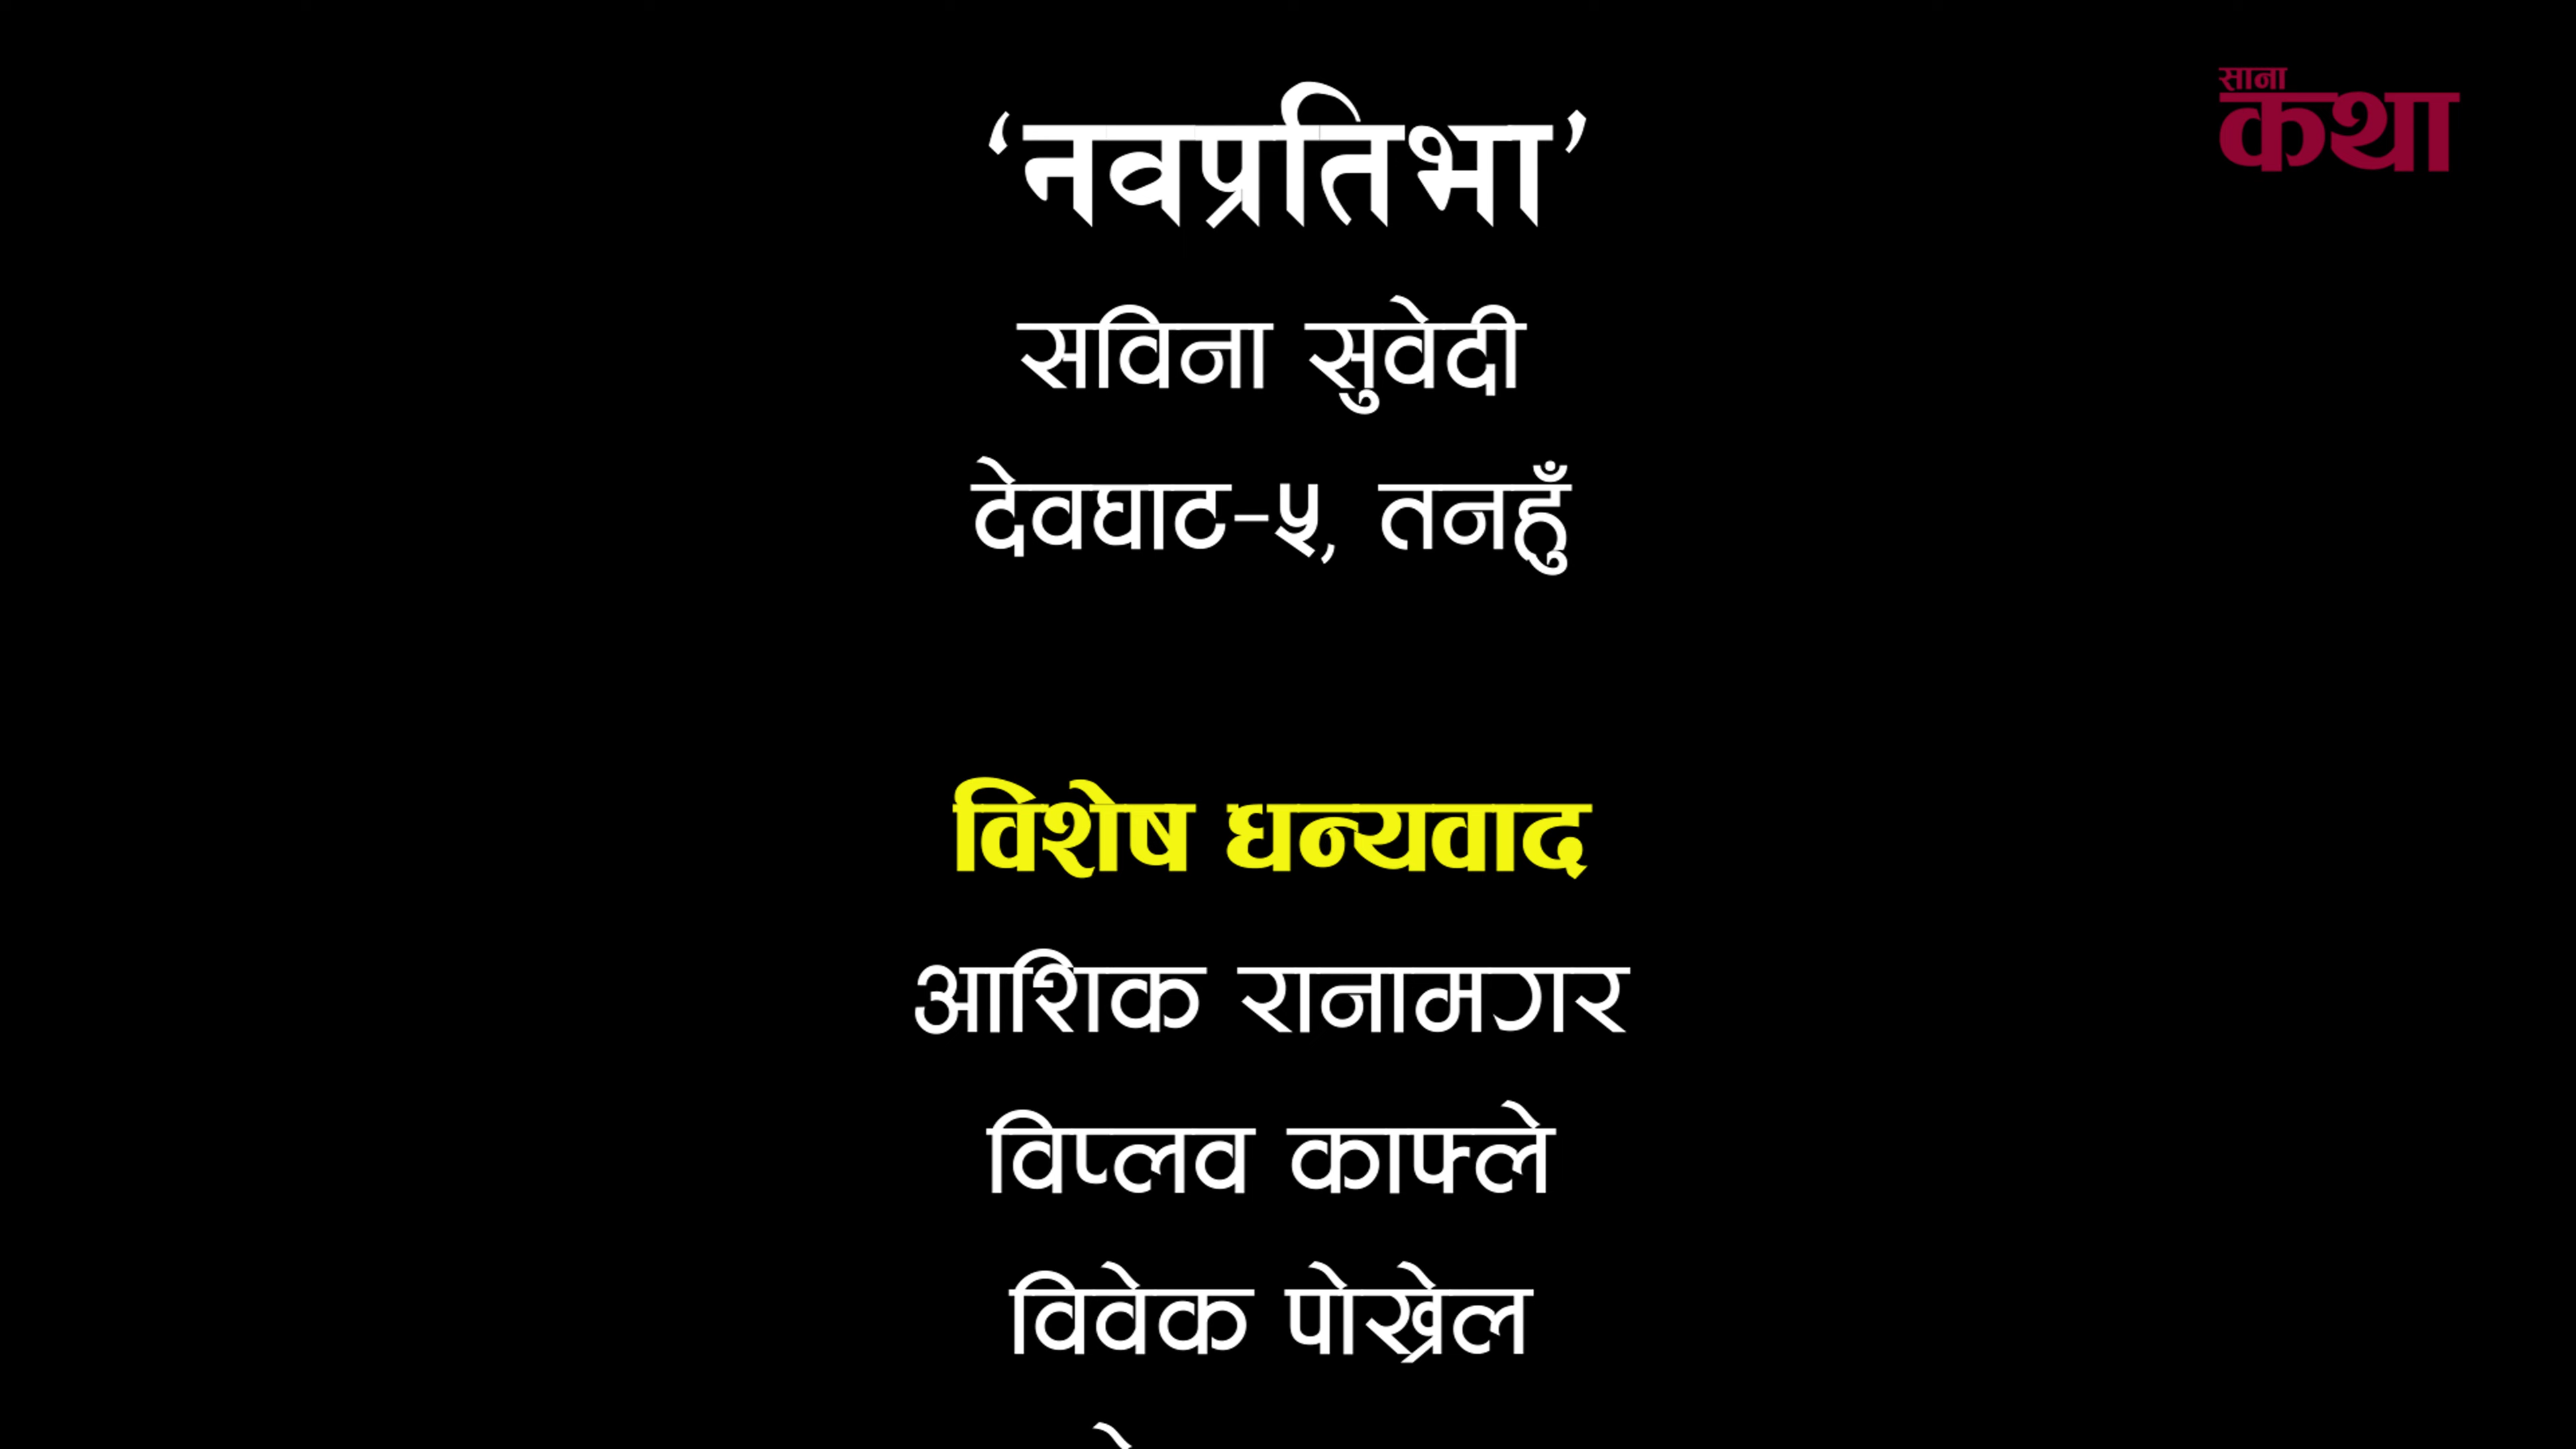 साना
कथा
‘नवप्रतिभा’
सविना सुवेदी
देवघाट-५, तनहुँ
विशेष धन्यवाद
आशिक रानामगर
विप्लव काफ्ले
विवेक पोख्रेल